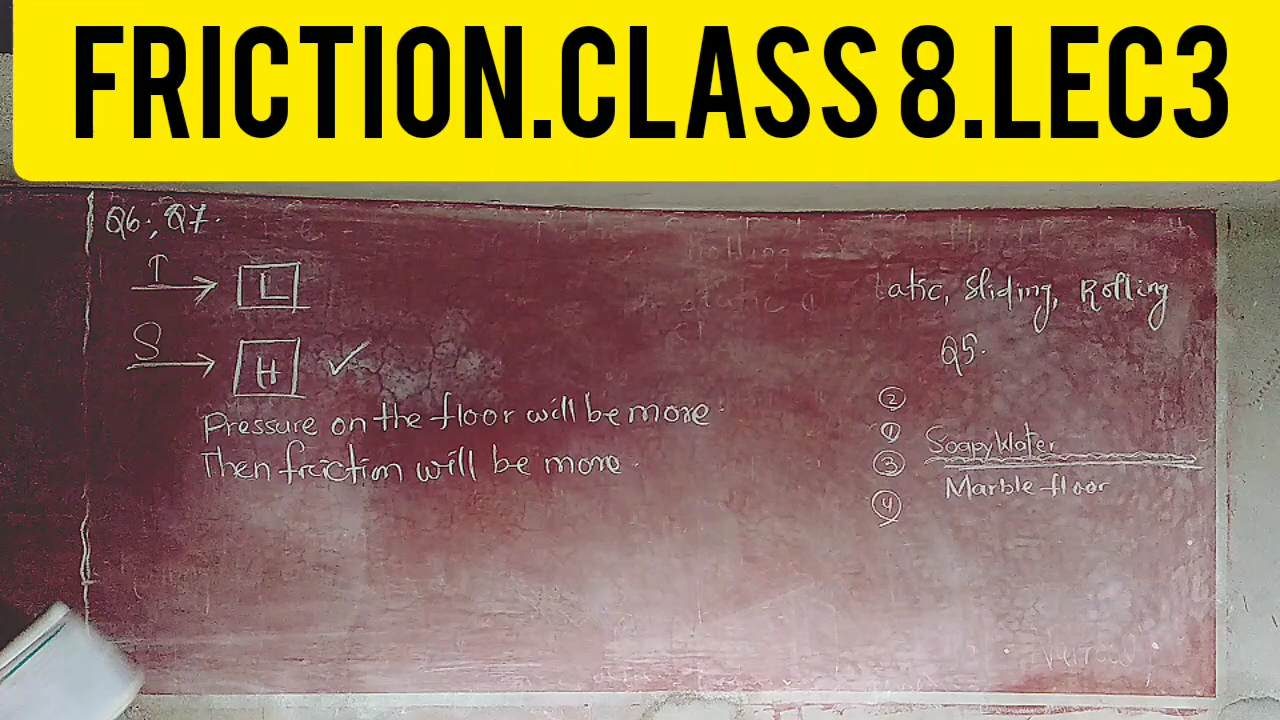 FRICTION.CLASS 8.LEC3
Q6; Q7.
I → L
S → H ✓
Pressure on the floor will be more.
Then friction will be more.
atic, Sliding, Rolling
Q5.
②
①
③ Soapy Water
Marble floor
④